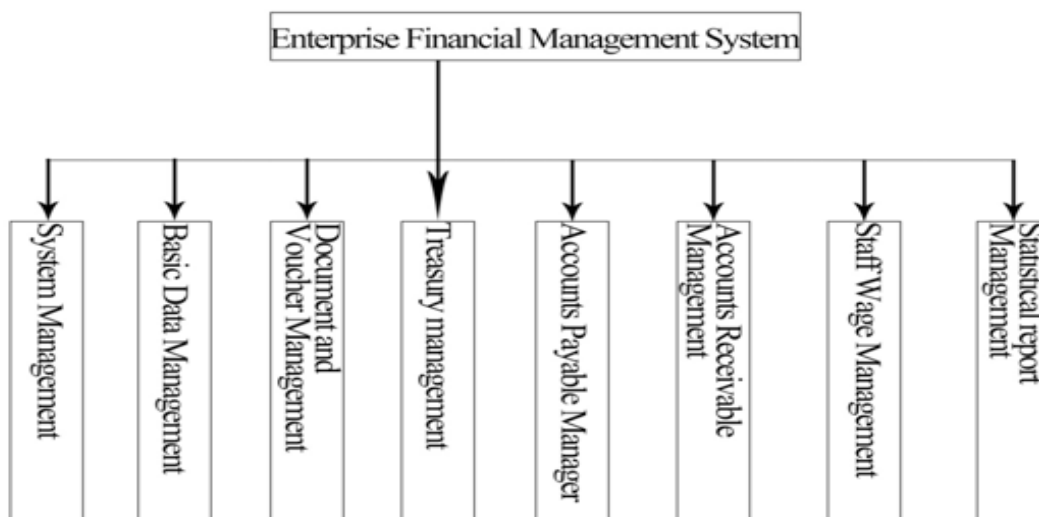 Enterprise Financial Management System
System Management
Basic Data Management
Document and
Voucher Management
Treasury management
Accounts Payable Manager
Accounts Receivable
Management
Staff Wage Management
Statistical report
Management